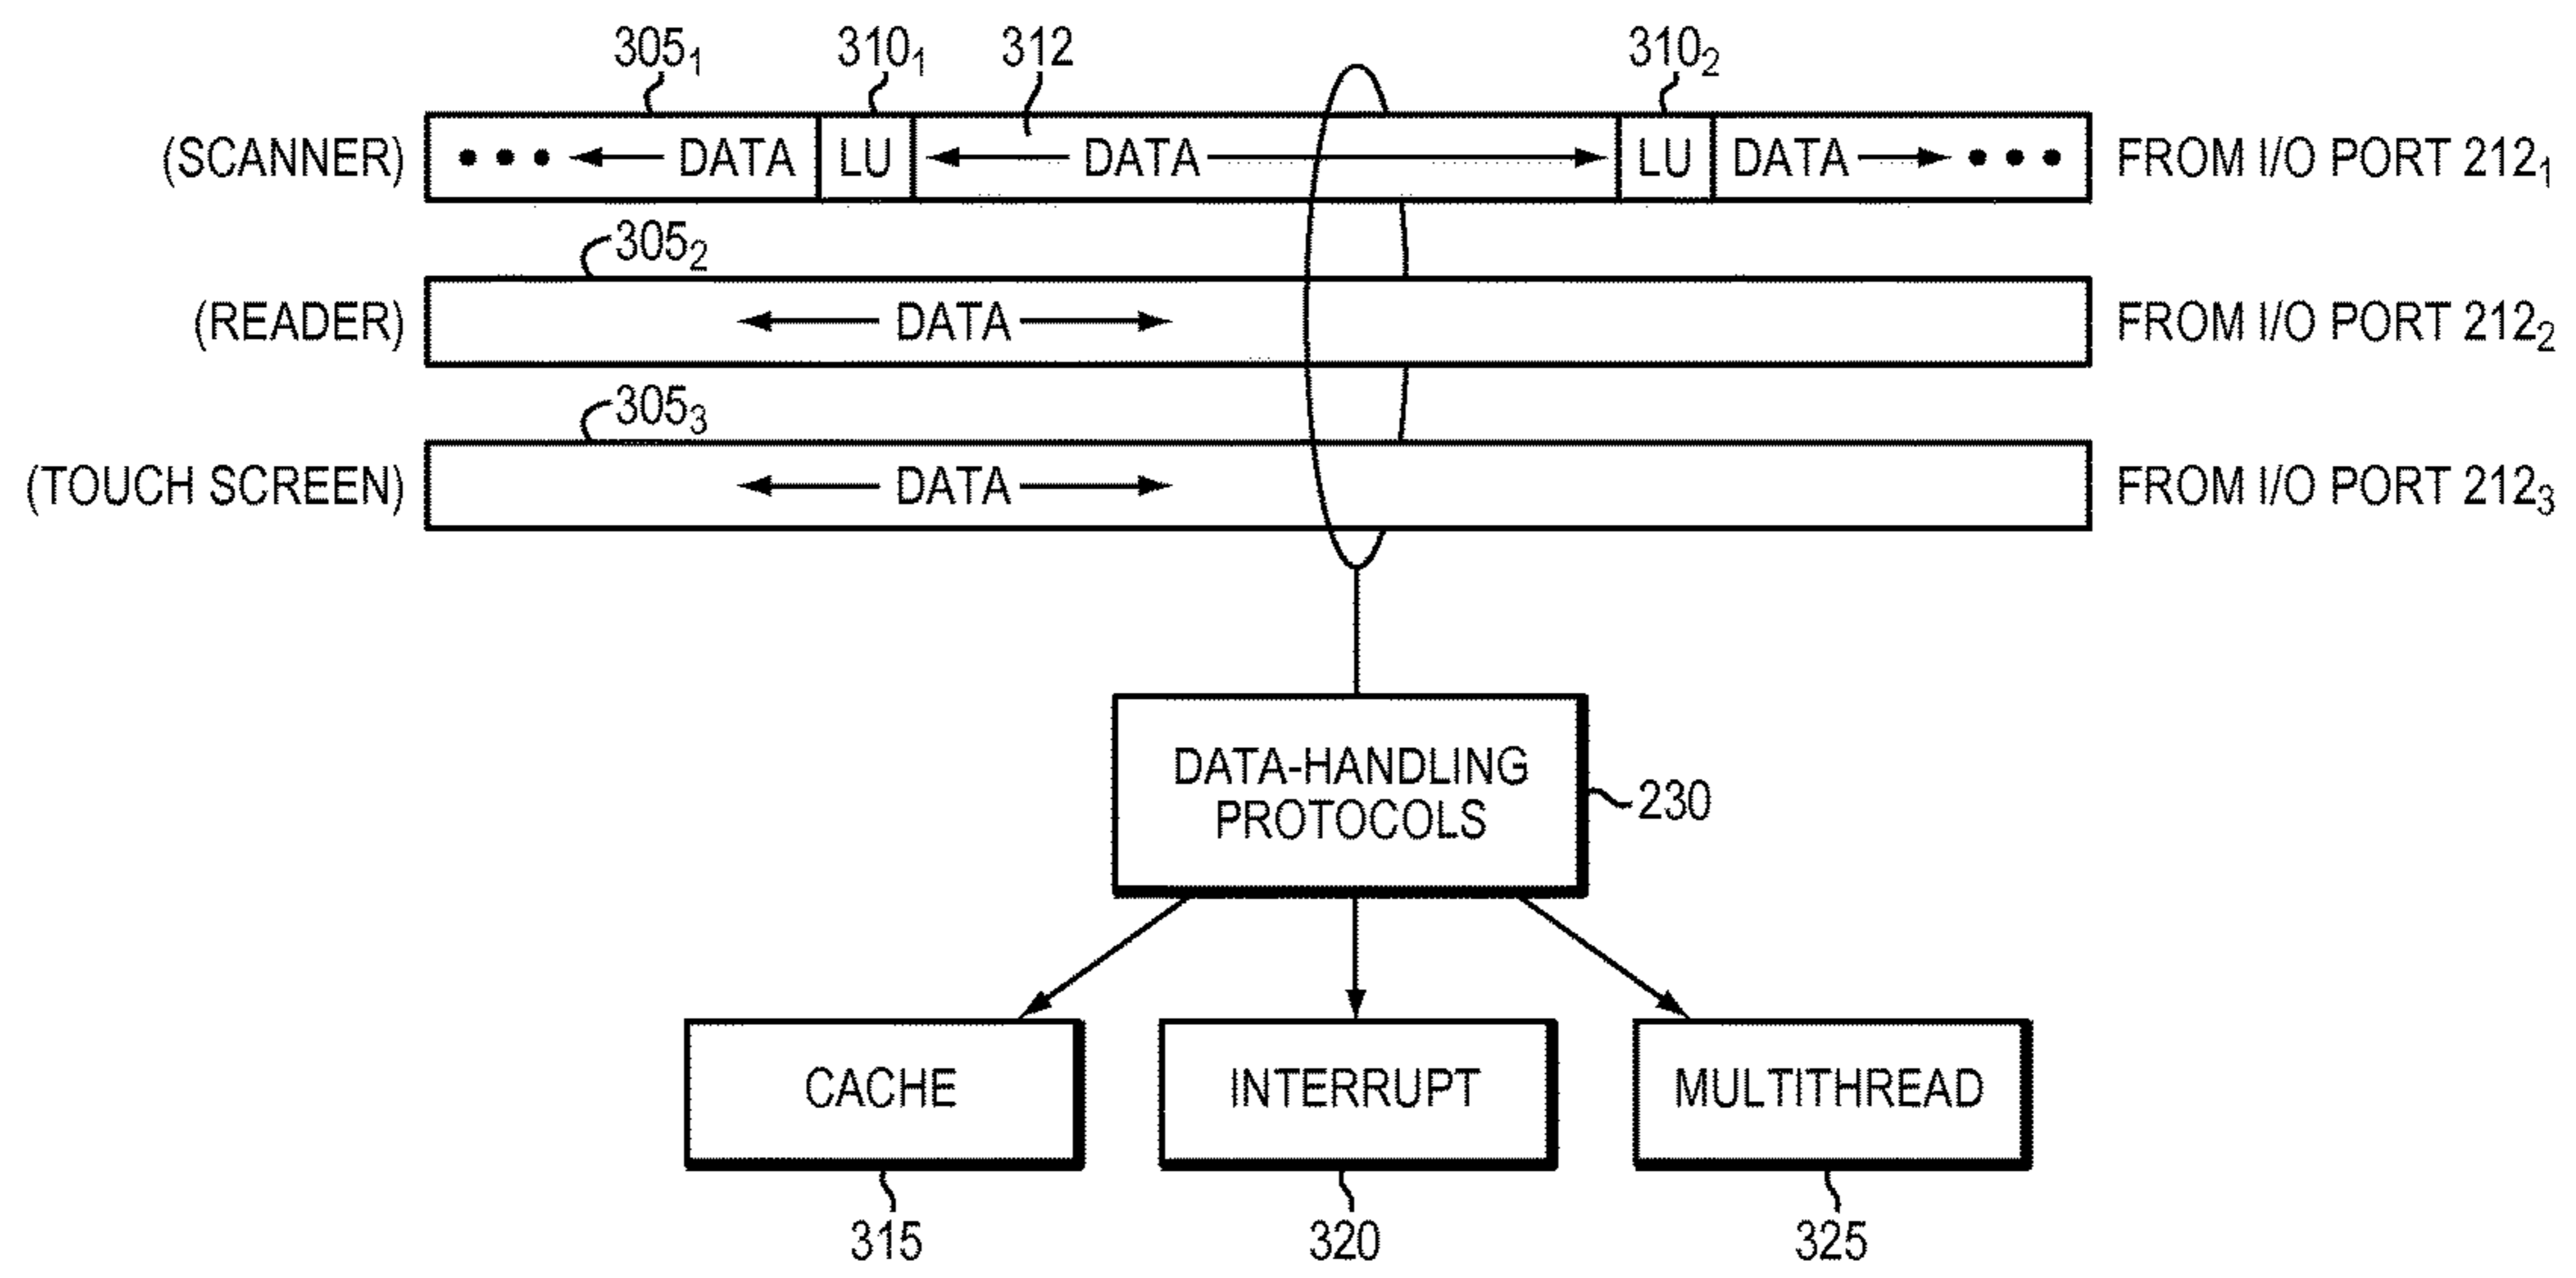 305₁ 310₁ 312 310₂
(SCANNER) ••• DATA LU DATA LU DATA ••• FROM I/O PORT 212₁
305₂
(READER) DATA FROM I/O PORT 212₂
305₃
(TOUCH SCREEN) DATA FROM I/O PORT 212₃
DATA-HANDLING
PROTOCOLS
230
CACHE INTERRUPT MULTITHREAD
315 320 325